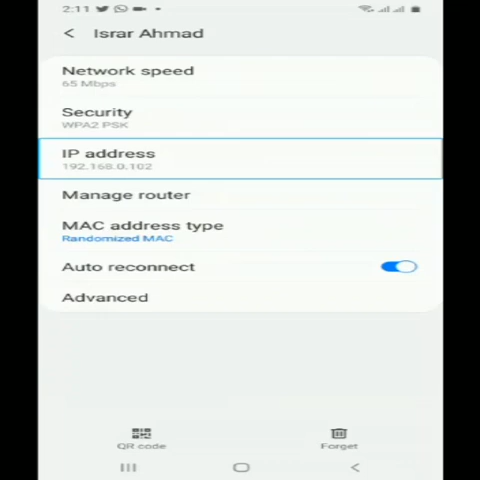 2:11
Israr Ahmad
Network speed
65 Mbps
Security
WPA2 PSK
IP address
192.168.0.102
Manage router
MAC address type
Randomized MAC
Auto reconnect
Advanced
QR code
Forget